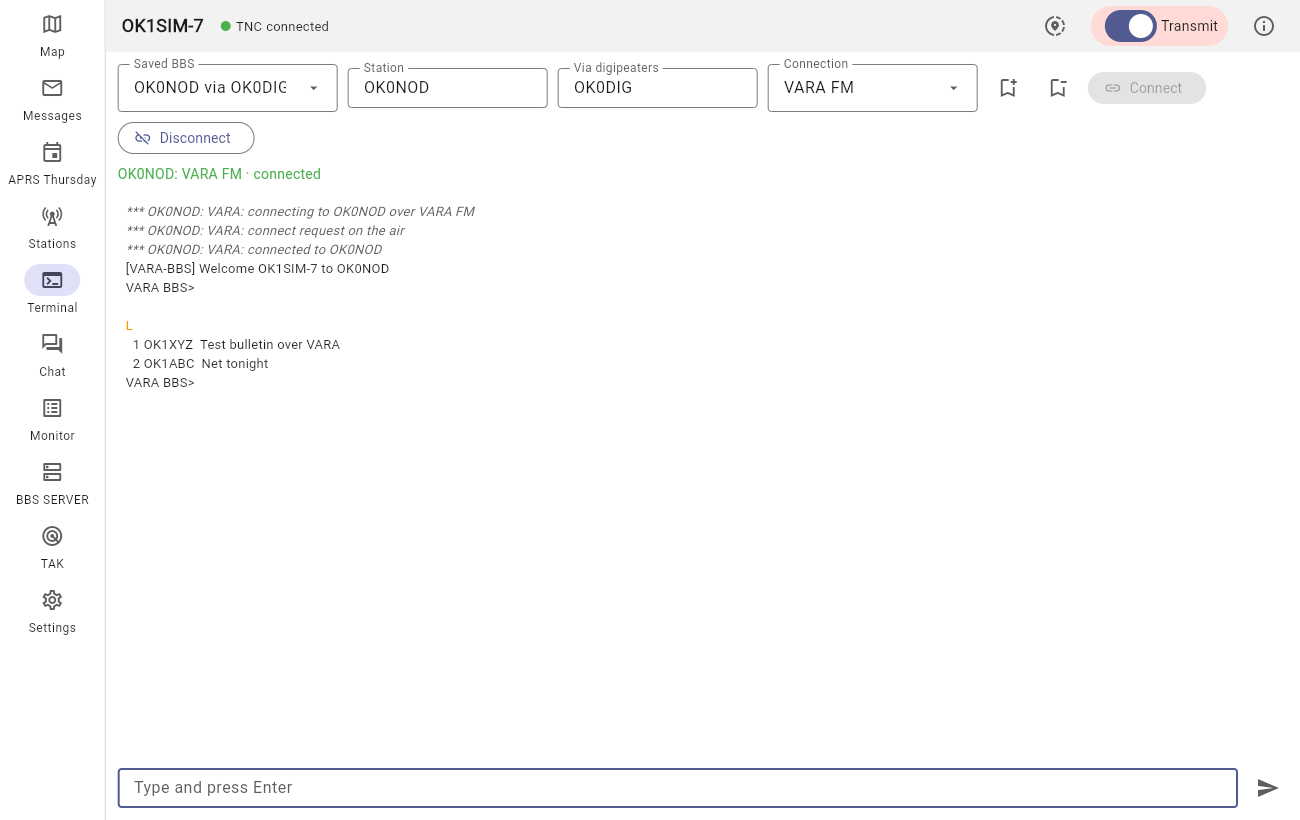 OK1SIM-7
TNC connected
Transmit
Map
Messages
APRS Thursday
Stations
Terminal
Chat
Monitor
BBS SERVER
TAK
Settings
Saved BBS
OK0NOD via OK0DIG
Station
OK0NOD
Via digipeaters
OK0DIG
Connection
VARA FM
Connect
Disconnect
OK0NOD: VARA FM · connected
*** OK0NOD: VARA: connecting to OK0NOD over VARA FM
*** OK0NOD: VARA: connect request on the air
*** OK0NOD: VARA: connected to OK0NOD
[VARA-BBS] Welcome OK1SIM-7 to OK0NOD
VARA BBS>
L
1 OK1XYZ  Test bulletin over VARA
2 OK1ABC  Net tonight
VARA BBS>
Type and press Enter